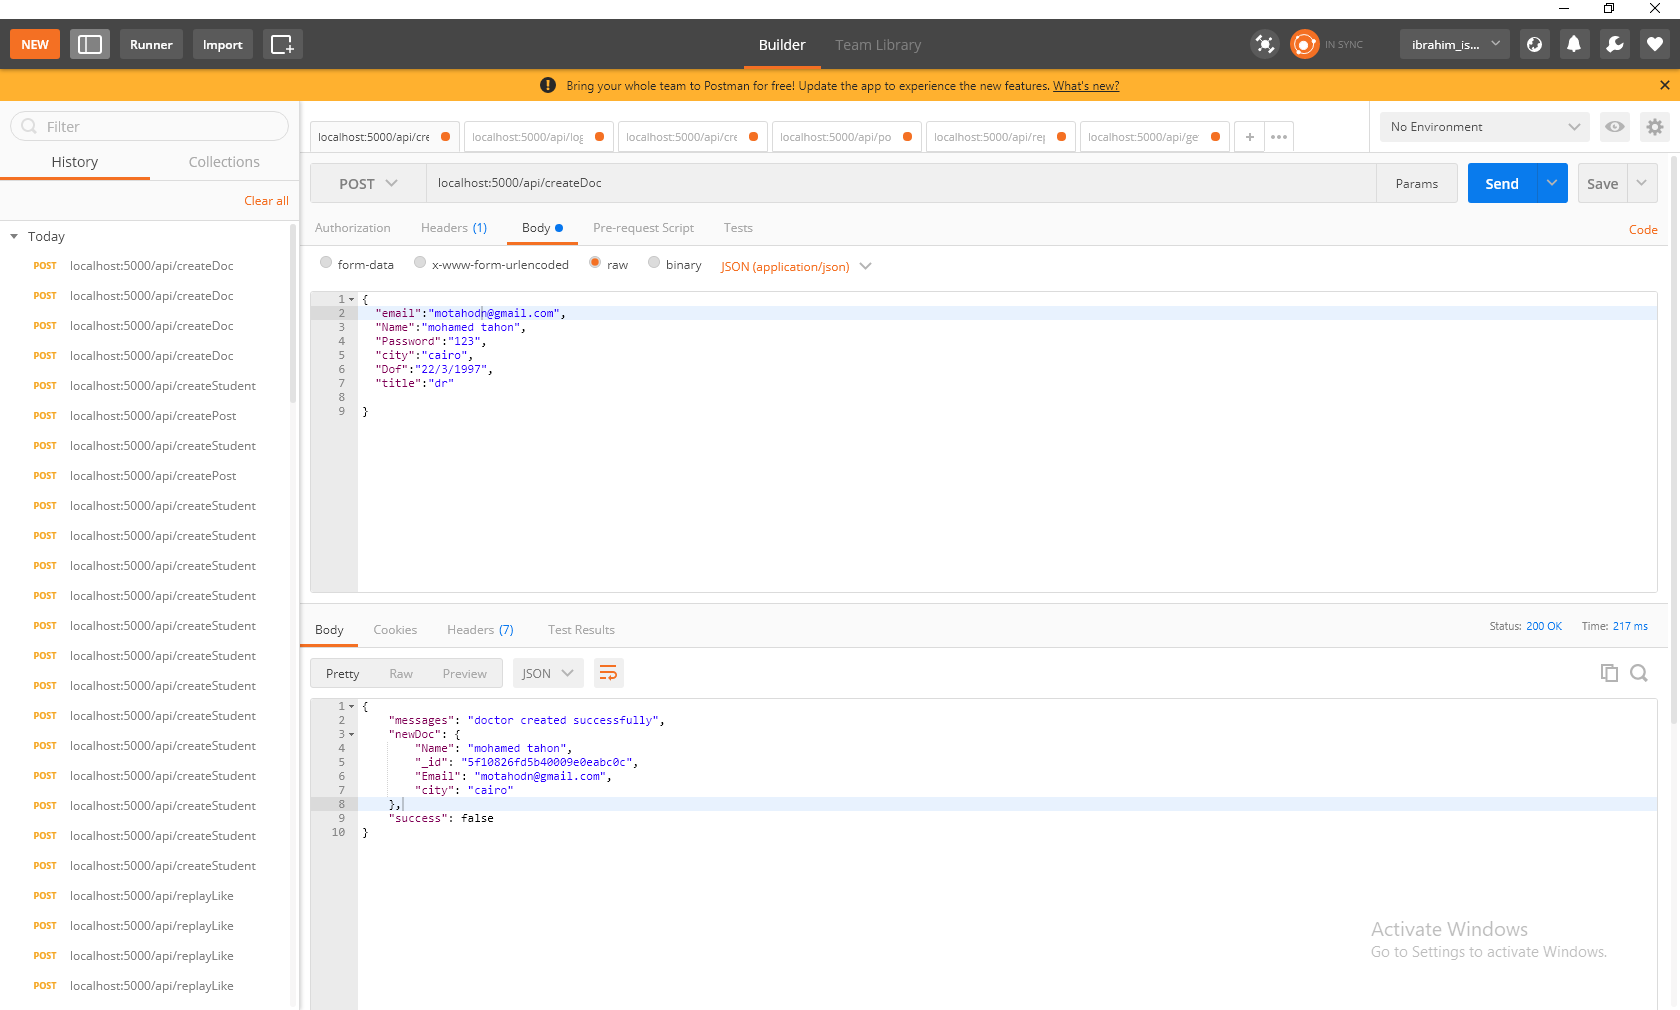 NEW
Runner
Import
Builder
Team Library
IN SYNC
ibrahim_is...
Bring your whole team to Postman for free! Update the app to experience the new features. What's new?
Filter
History
Collections
Clear all
Today
POST localhost:5000/api/createDoc
POST localhost:5000/api/createDoc
POST localhost:5000/api/createDoc
POST localhost:5000/api/createDoc
POST localhost:5000/api/createStudent
POST localhost:5000/api/createPost
POST localhost:5000/api/createStudent
POST localhost:5000/api/createPost
POST localhost:5000/api/createStudent
POST localhost:5000/api/createStudent
POST localhost:5000/api/createStudent
POST localhost:5000/api/createStudent
POST localhost:5000/api/createStudent
POST localhost:5000/api/createStudent
POST localhost:5000/api/createStudent
POST localhost:5000/api/createStudent
POST localhost:5000/api/createStudent
POST localhost:5000/api/createStudent
POST localhost:5000/api/createStudent
POST localhost:5000/api/createStudent
POST localhost:5000/api/createStudent
POST localhost:5000/api/replayLike
POST localhost:5000/api/replayLike
POST localhost:5000/api/replayLike
POST localhost:5000/api/replayLike
localhost:5000/api/cre
localhost:5000/api/log
localhost:5000/api/cre
localhost:5000/api/po
localhost:5000/api/rep
localhost:5000/api/ge
+
No Environment
POST
localhost:5000/api/createDoc
Params
Send
Save
Authorization
Headers (1)
Body
Pre-request Script
Tests
Code
form-data
x-www-form-urlencoded
raw
binary
JSON (application/json)
1 {
2 "email":"motahodn@gmail.com",
3 "Name":"mohamed tahon",
4 "Password":"123",
5 "city":"cairo",
6 "Dof":"22/3/1997",
7 "title":"dr"
8
9 }
Body
Cookies
Headers (7)
Test Results
Status: 200 OK
Time: 217 ms
Pretty
Raw
Preview
JSON
1 {
2 "messages": "doctor created successfully",
3 "newDoc": {
4 "Name": "mohamed tahon",
5 "_id": "5f10826fd5b40009e0eabc0c",
6 "Email": "motahodn@gmail.com",
7 "city": "cairo"
8 },
9 "success": false
10 }
Activate Windows
Go to Settings to activate Windows.